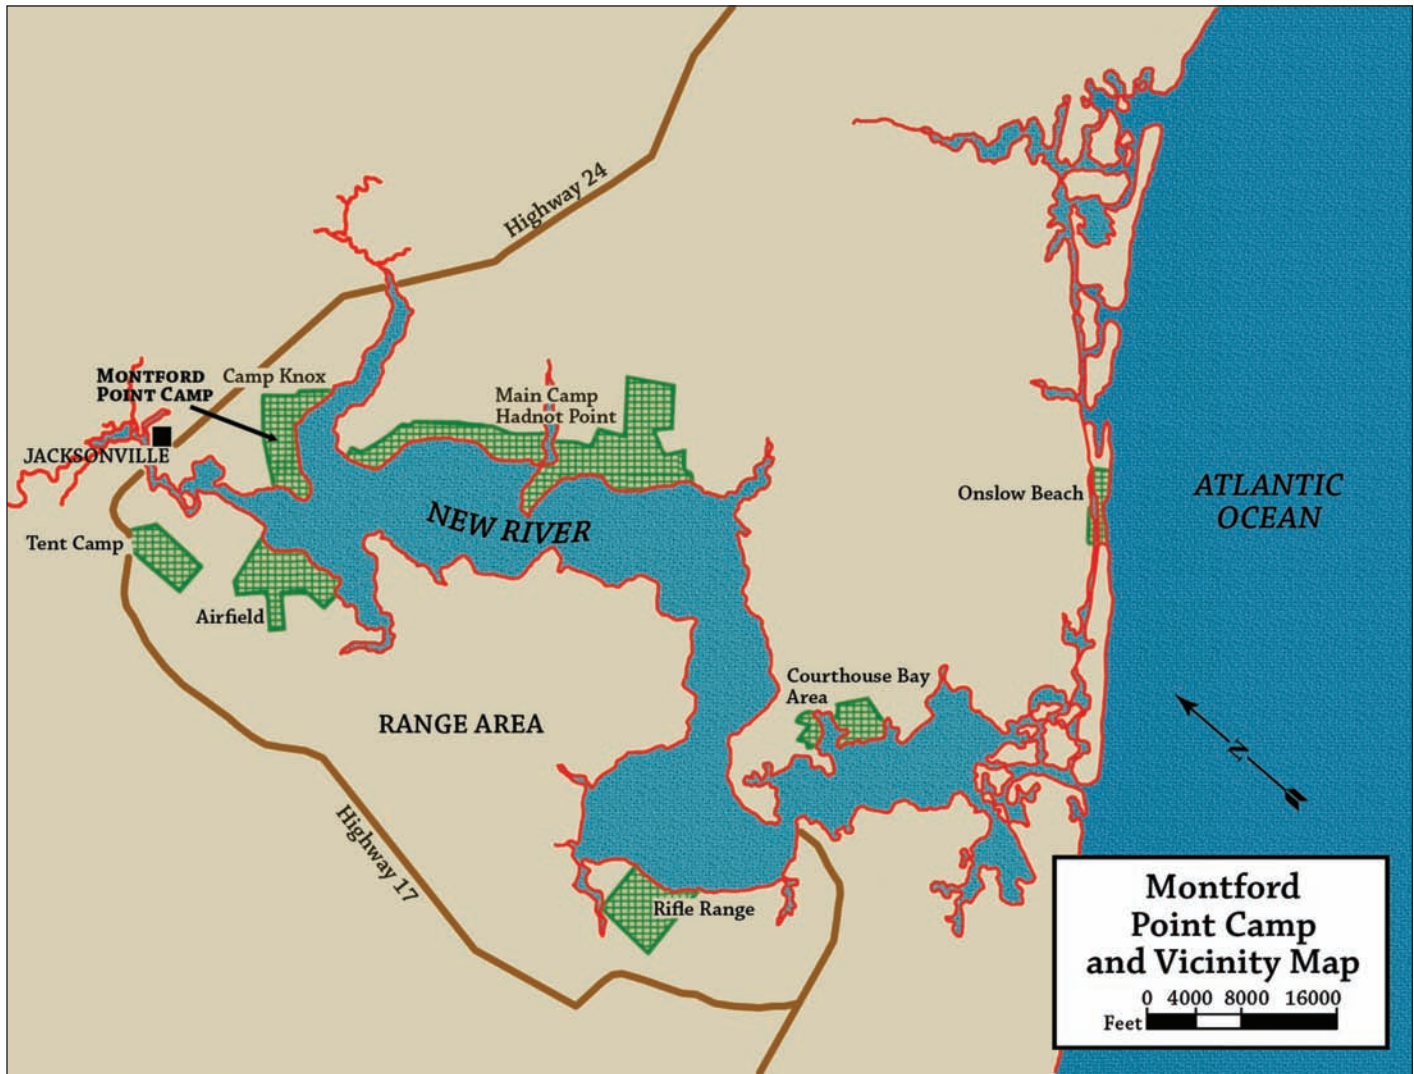 Highway 24
MONTFORD
POINT CAMP
Camp Knox
Main Camp
Hadnot Point
JACKSONVILLE
Onslow Beach
ATLANTIC
OCEAN
NEW RIVER
Tent Camp
Airfield
Courthouse Bay
Area
RANGE AREA
N
Highway 17
Rifle Range
Montford
Point Camp
and Vicinity Map
0 4000 8000 16000
Feet